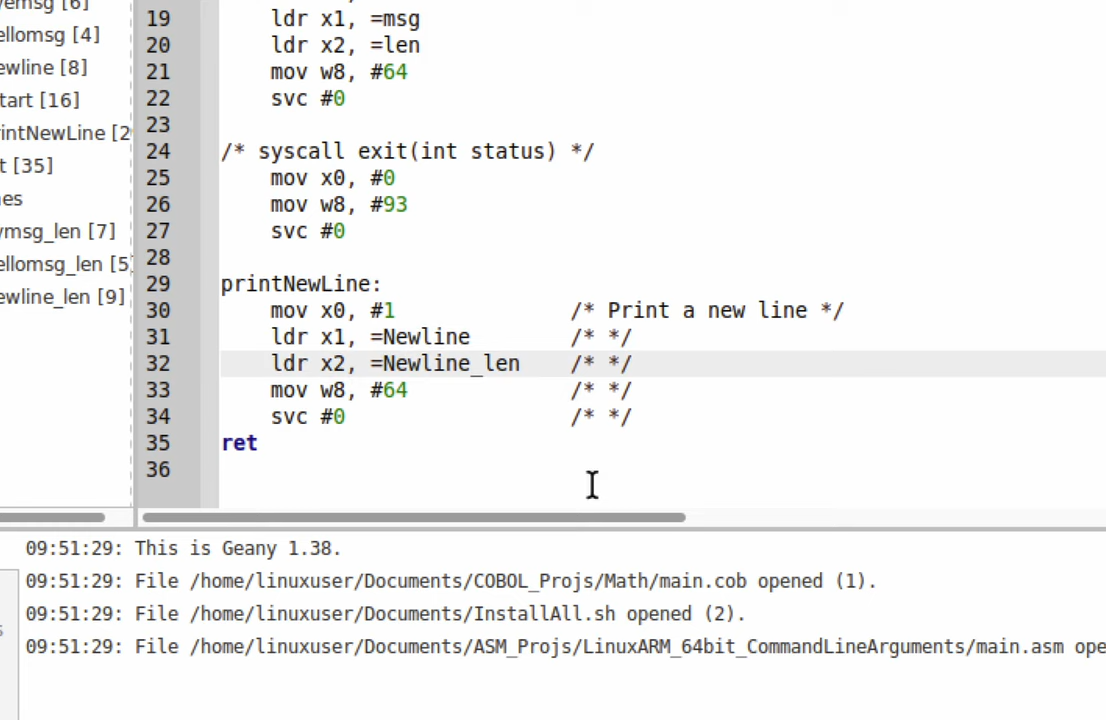 emsg [6]
ellomsg [4]
ewline [8]
tart [16]
rintNewLine [2
t [35]
es
msg_len [7]
ellomsg_len [5]
ewline_len [9]
19 ldr x1, =msg
20 ldr x2, =len
21 mov w8, #64
22 svc #0
23
24 /* syscall exit(int status) */
25 mov x0, #0
26 mov w8, #93
27 svc #0
28
29 printNewLine:
30 mov x0, #1 /* Print a new line */
31 ldr x1, =Newline /* */
32 ldr x2, =Newline_len /* */
33 mov w8, #64 /* */
34 svc #0 /* */
35 ret
36
09:51:29: This is Geany 1.38.
09:51:29: File /home/linuxuser/Documents/COBOL_Projs/Math/main.cob opened (1).
09:51:29: File /home/linuxuser/Documents/InstallAll.sh opened (2).
09:51:29: File /home/linuxuser/Documents/ASM_Projs/LinuxARM_64bit_CommandLineArguments/main.asm ope